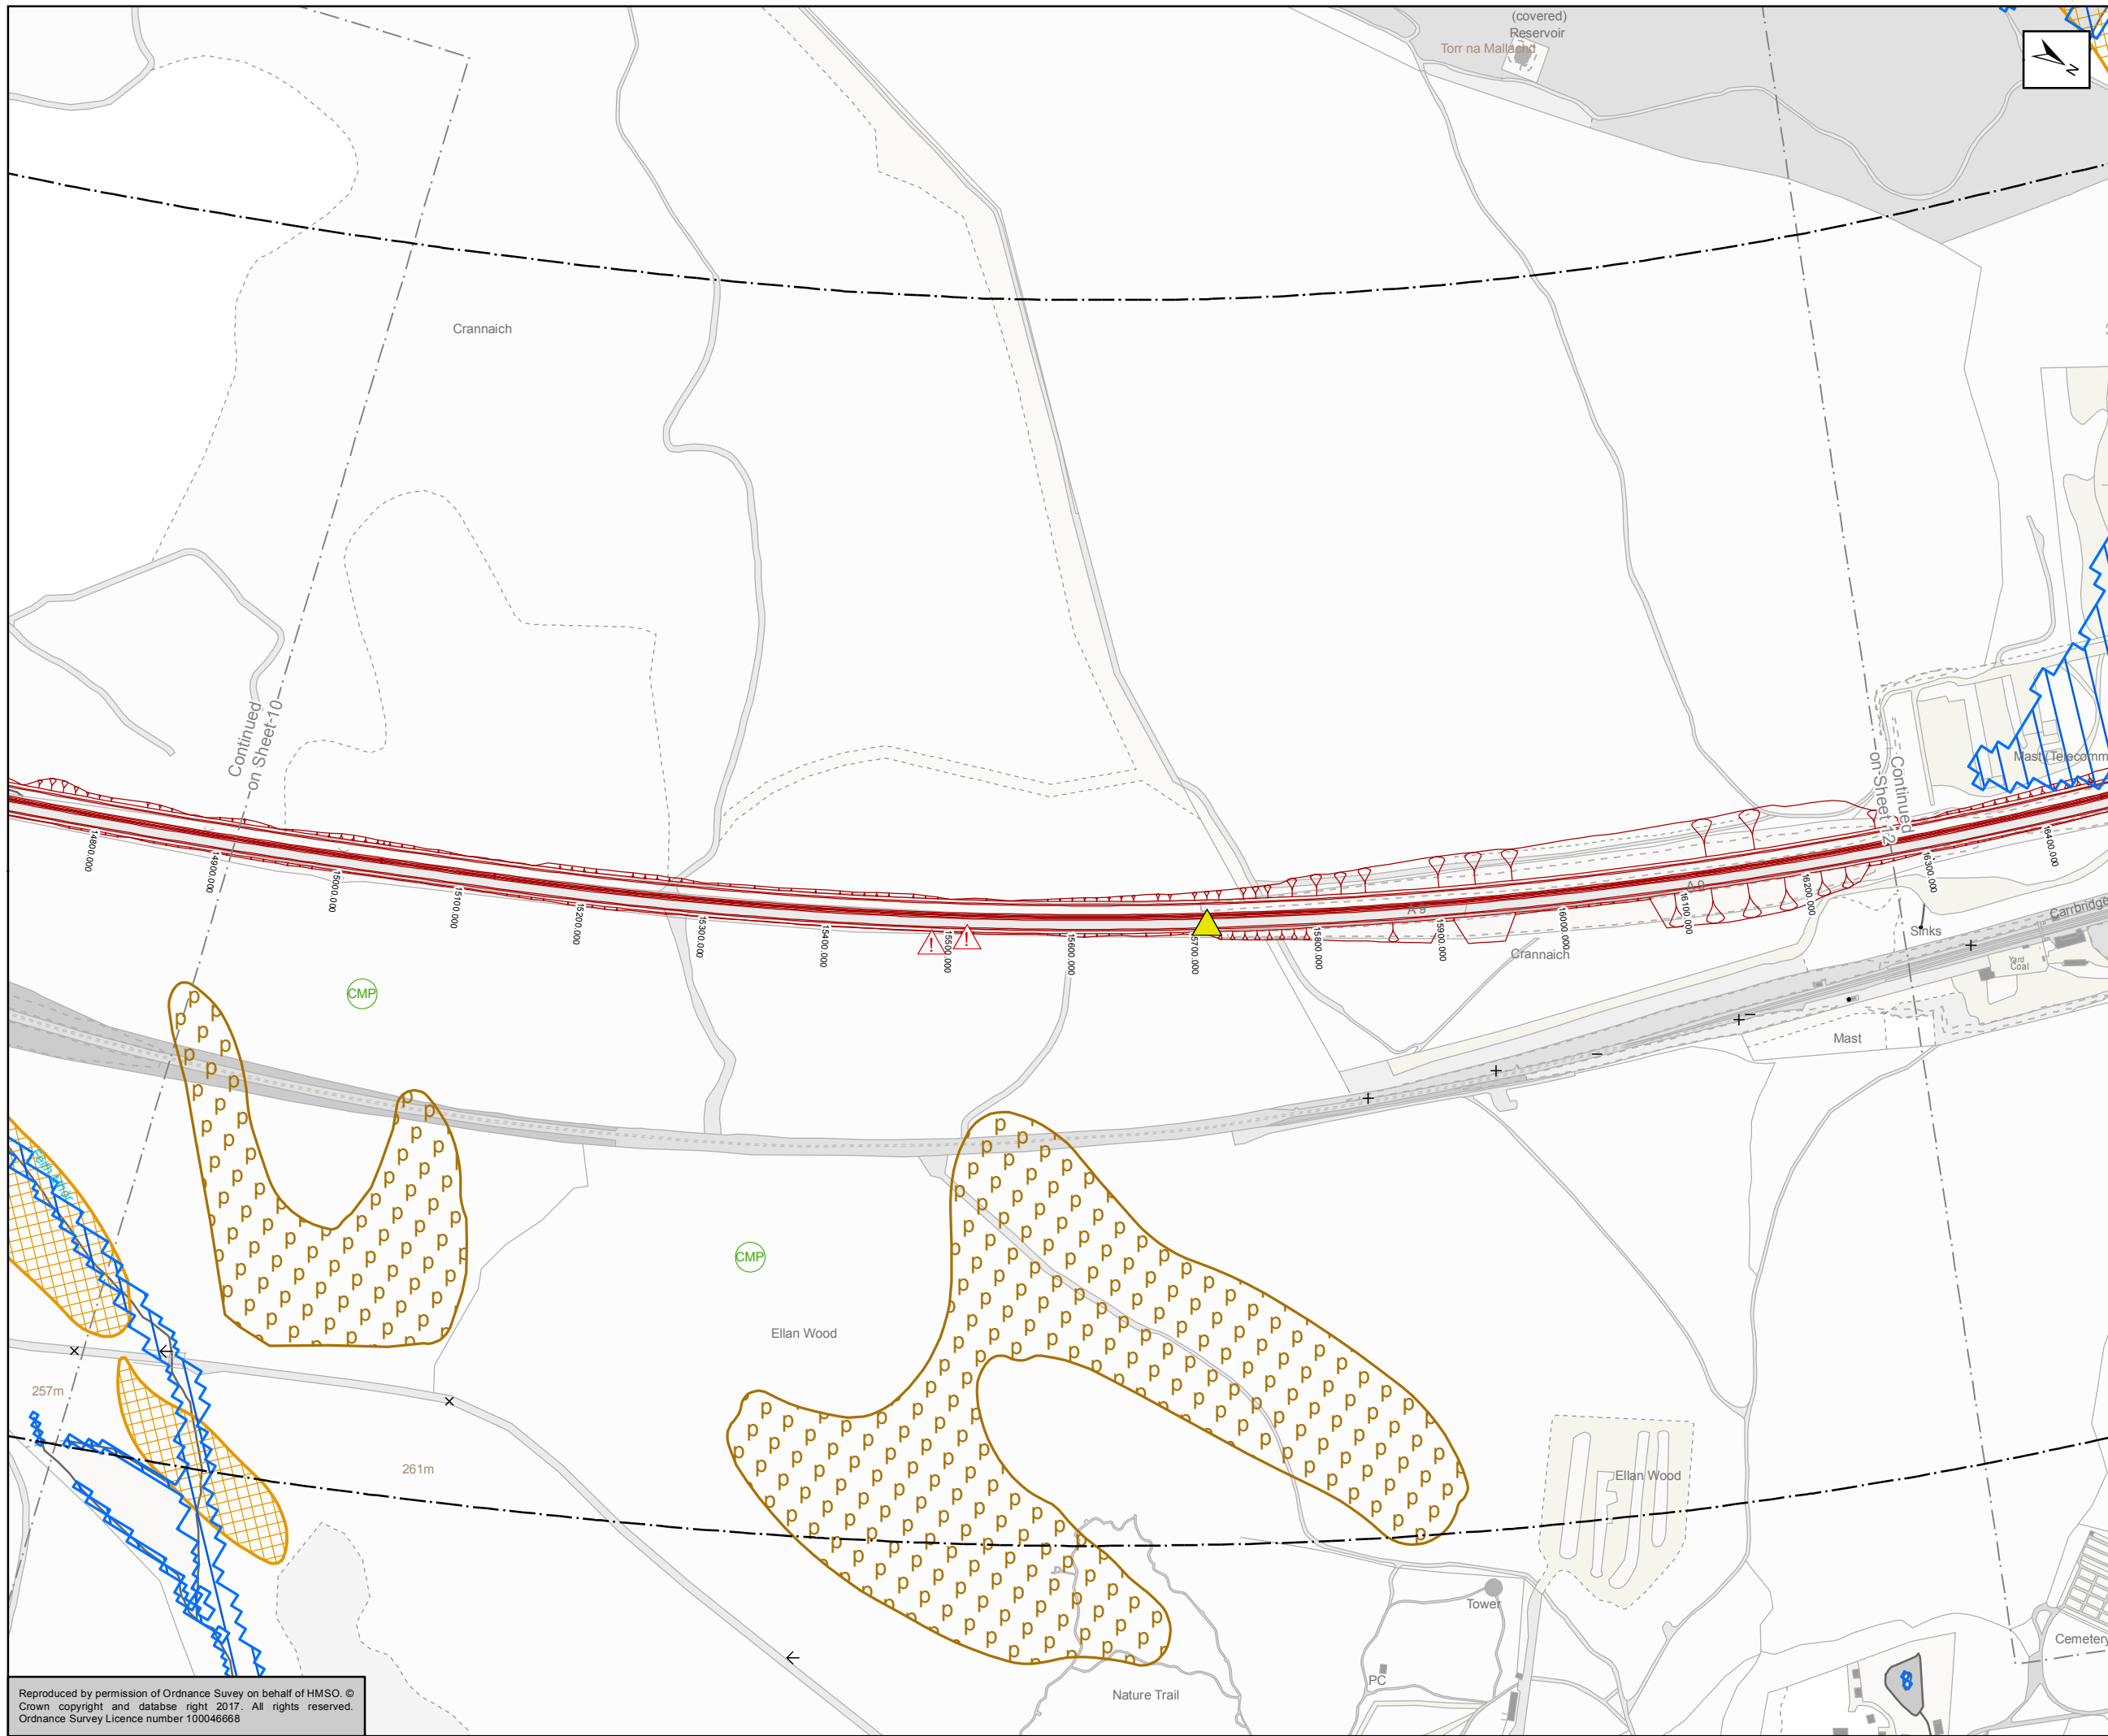 (covered)
Reservoir
Torr na Mallachd
N
Crannaich
Continued
on Sheet 10
Continued
on Sheet 12
Mast (Telecomm
14800.000
14900.000
15000.000
15100.000
15200.000
15300.000
15400.000
15500.000
15600.000
15700.000
15800.000
15900.000
16000.000
16100.000
16200.000
16300.000
16400.000
A 9
A 9
Crannaich
Carrbridge
Sinks
Yard
Coal
Mast
CMP
CMP
Ellan Wood
257m
261m
Ellan Wood
Tower
PC
Nature Trail
Cemetery
Reproduced by permission of Ordnance Suvey on behalf of HMSO. ©
Crown copyright and databse right 2017. All rights reserved.
Ordnance Survey Licence number 100046668